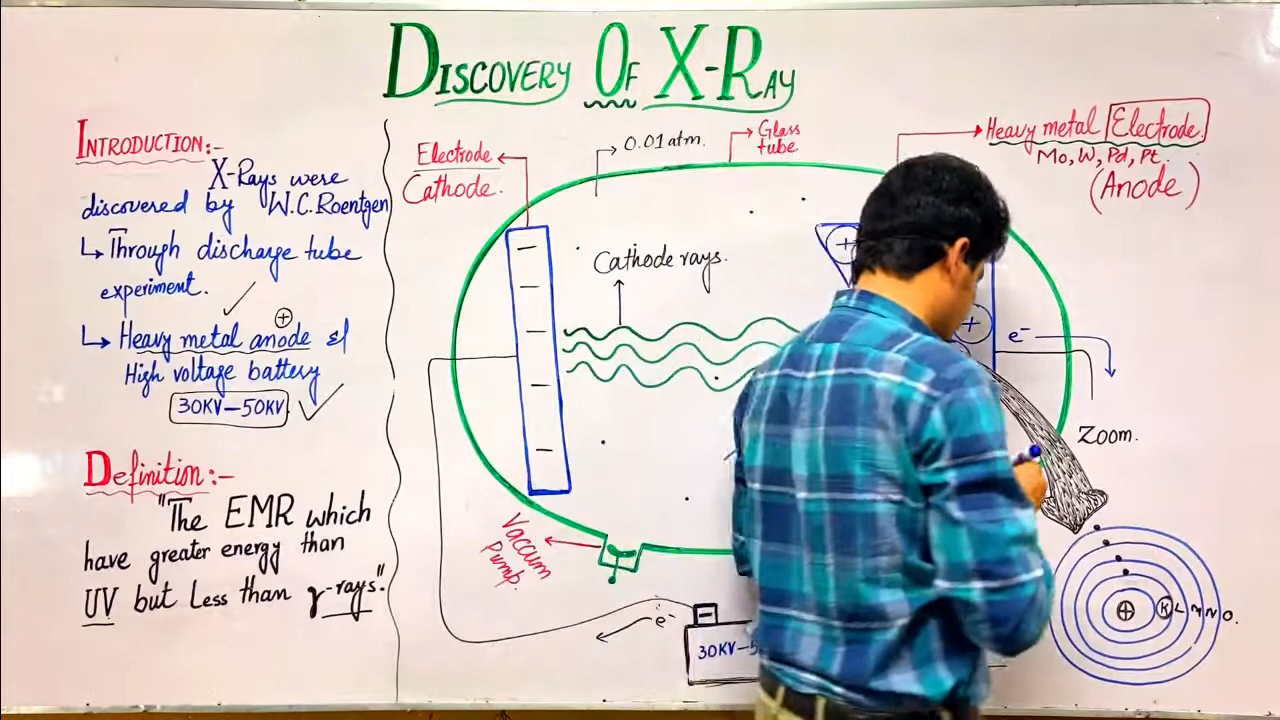 DISCOVERY OF X-RAY
INTRODUCTION:-
X-Rays were
discovered by W.C.Roentgen
↳ Through discharge tube
experiment.
↳ Heavy metal anode &
High voltage battery
30KV-50KV
Definition:-
"The EMR which
have greater energy than
UV but Less than γ-rays".
Electrode
Cathode.
0.01 atm.
Glass
tube
Heavy metal Electrode
Mo, W, Pd, Pt.
(Anode)
Cathode rays.
e⁻
Zoom.
Vaccum
Pump.
e⁻
30KV-5
K L M N O.